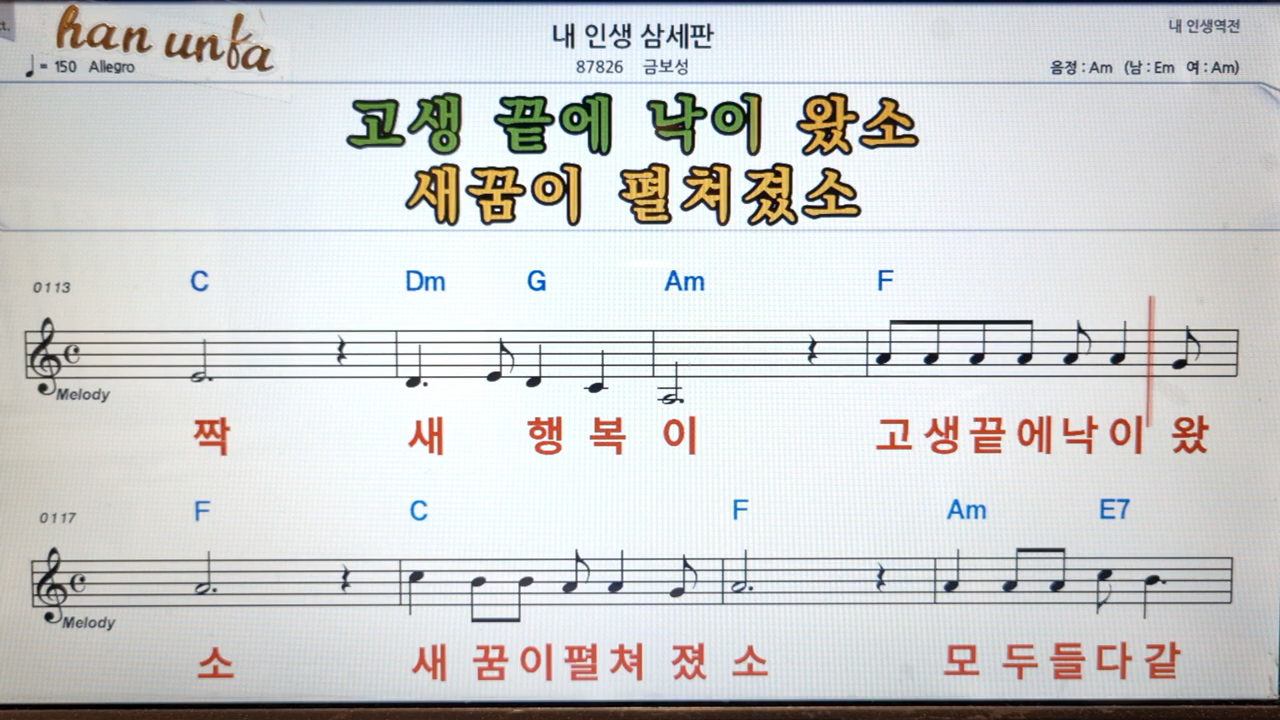 han unfa
내 인생 삼세판
내 인생역전
♩ = 150 Allegro
87826 금보성
음정 : Am (남 : Em 여 : Am)
고생 끝에 낙이 왔소
새꿈이 펼쳐졌소
0113 C Dm G Am F
Melody
짝 새 행 복 이 고 생 끝 에 낙 이 왔
0117 F C F Am E7
Melody
소 새 꿈 이 펼 쳐 졌 소 모 두 들 다 같